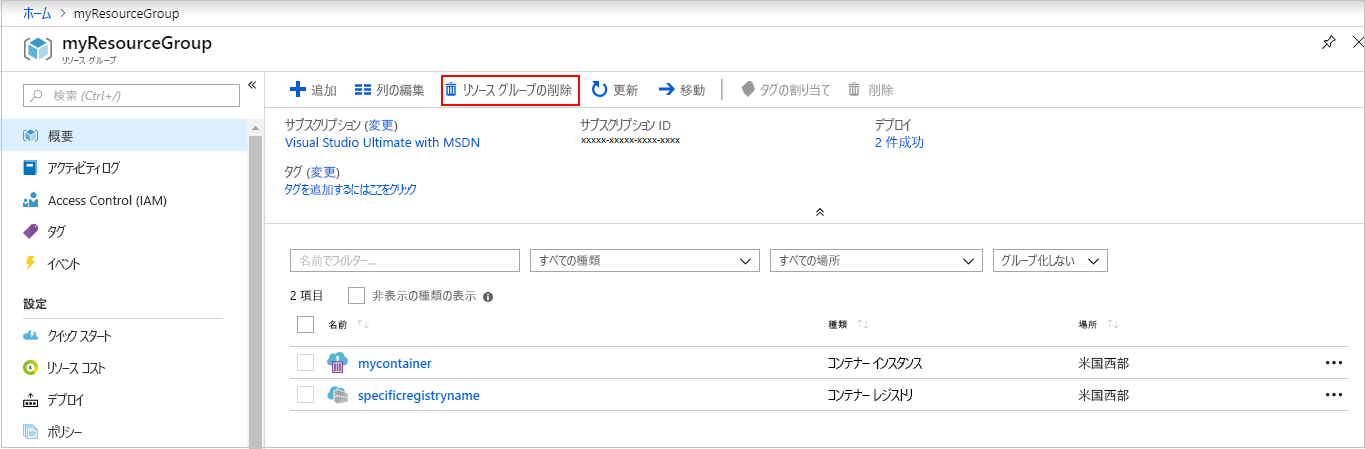 ホーム > myResourceGroup
myResourceGroup
リソース グループ
検索 (Ctrl+/)
概要
アクティビティログ
Access Control (IAM)
タグ
イベント
設定
クイック スタート
リソース コスト
デプロイ
ポリシー
追加 列の編集 リソース グループの削除 更新 移動 タグの割り当て 削除
サブスクリプション (変更) サブスクリプション ID デプロイ
Visual Studio Ultimate with MSDN xxxxx-xxxxx-xxxx-xxxx 2 件成功
タグ (変更)
タグを追加するにはここをクリック
名前でフィルター... すべての種類 すべての場所 グループ化しない
2 項目 非表示の種類の表示
名前 種類 場所
mycontainer コンテナー インスタンス 米国西部
specificregistryname コンテナー レジストリ 米国西部